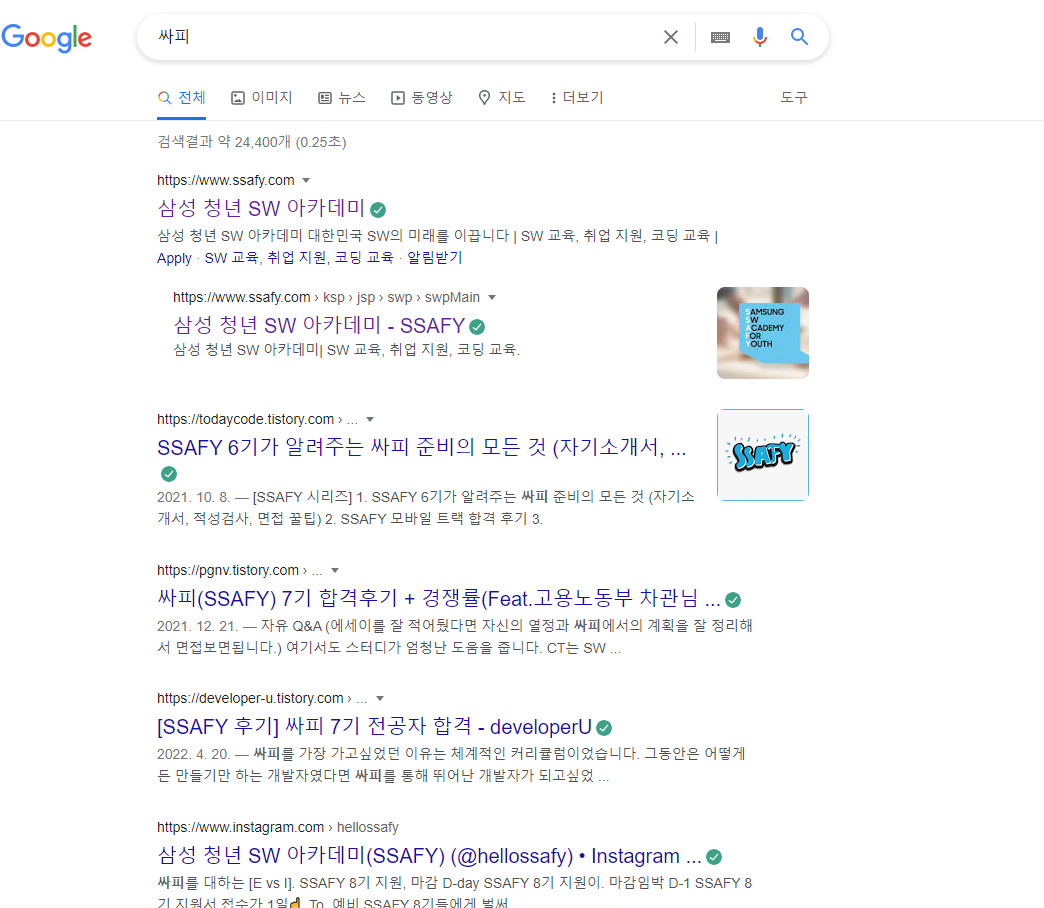 Google
싸피
전체 이미지 뉴스 동영상 지도 더보기 도구
검색결과 약 24,400개 (0.25초)
https://www.ssafy.com
삼성 청년 SW 아카데미
삼성 청년 SW 아카데미 대한민국 SW의 미래를 이끕니다 | SW 교육, 취업 지원, 코딩 교육 |
Apply · SW 교육, 취업 지원, 코딩 교육 · 알림받기
https://www.ssafy.com › ksp › jsp › swp › swpMain
삼성 청년 SW 아카데미 - SSAFY
삼성 청년 SW 아카데미| SW 교육, 취업 지원, 코딩 교육.
SAMSUNG
SW
ACADEMY
FOR
YOUTH
https://todaycode.tistory.com › ...
SSAFY 6기가 알려주는 싸피 준비의 모든 것 (자기소개서, ...
2021. 10. 8. — [SSAFY 시리즈] 1. SSAFY 6기가 알려주는 싸피 준비의 모든 것 (자기소
개서, 적성검사, 면접 꿀팁) 2. SSAFY 모바일 트랙 합격 후기 3.
SSAFY
https://pgnv.tistory.com › ...
싸피(SSAFY) 7기 합격후기 + 경쟁률(Feat.고용노동부 차관님 ...
2021. 12. 21. — 자유 Q&A (에세이를 잘 적어뒀다면 자신의 열정과 싸피에서의 계획을 잘 정리해
서 면접보면됩니다.) 여기서도 스터디가 엄청난 도움을 줍니다. CT는 SW ...
https://developer-u.tistory.com › ...
[SSAFY 후기] 싸피 7기 전공자 합격 - developerU
2022. 4. 20. — 싸피를 가장 가고싶었던 이유는 체계적인 커리큘럼이었습니다. 그동안은 어떻게
든 만들기만 하는 개발자였다면 싸피를 통해 뛰어난 개발자가 되고싶었 ...
https://www.instagram.com › hellossafy
삼성 청년 SW 아카데미(SSAFY) (@hellossafy) • Instagram ...
싸피를 대하는 [E vs I]. SSAFY 8기 지원, 마감 D-day SSAFY 8기 지원이. 마감임박 D-1 SSAFY 8
기 지원서 접수가 1일☝ To. 예비 SSAFY 8기들에게 벌써